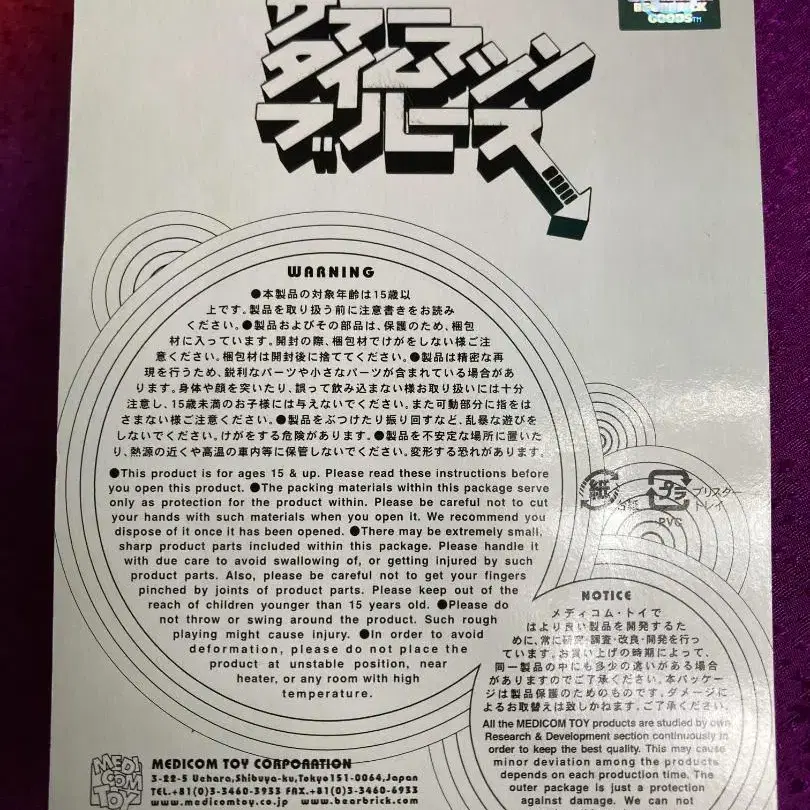 サマー
タイムマシン
ブルース
BE@RBRICK
GOODS™
WARNING
●本製品の対象年齢は15歳以
上です。製品を取り扱う前に注意書きをお読み
ください。●製品およびその部品は、保護のため、梱包
材に入っています。開封の際、梱包材でけがをしない様ご注
意ください。梱包材は開封後に捨ててください。●製品は精密な再
現を行うため、鋭利なパーツや小さなパーツが含まれている場合があ
ります。身体や顔を突いたり、誤って飲み込まない様お取り扱いには十分
注意し、15歳未満のお子様には与えないでください。また可動部分に指をは
さまない様ご注意ください。●製品をぶつけたり振り回すなど、乱暴な遊びを
しないでください。けがをする危険があります。●製品を不安定な場所に置いた
り、熱源の近くや高温の車内等に保管しないでください。変形する恐れがあります。
●This product is for ages 15 & up. Please read these instructions before
you open this product. ●The packing materials within this package serve
only as protection for the product within. Please be careful not to cut
your hands with such materials when you open it. We recommend you
dispose of it once it has been opened. ●There may be extremely small,
sharp product parts included within this package. Please handle it
with due care to avoid swallowing of, or getting injured by such
product parts. Also, please be careful not to get your fingers
pinched by joints of product parts. Please keep out of the
reach of children younger than 15 years old. ●Please do
not throw or swing around the product. Such rough
playing might cause injury. ●In order to avoid
deformation, please do not place the
product at unstable position, near
heater, or any room with high
temperature.
紙
台紙
プラ
ブリスター
トレイ
PVC
NOTICE
メディコム・トイで
はより良い製品を開発するた
めに、常に研究・調査・改良・開発を行っ
ています。お買い上げの時期によって、
同一製品の中にも多少の違いがある場合
がありますのでご了承ください。本パッケー
ジは製品保護のためのものです。ダメージに
よるお取替えは致しかねます。ご了承ください。
All the MEDICOM TOY products are studied by own
Research & Development section continuously in
order to keep the best quality. This may cause
minor deviation among the products
depends on each production time. The
outer package is just a protection
against damage. We can not
MEDI
COM
TOY
MEDICOM TOY CORPORATION
3-22-5 Uehara,Shibuya-ku,Tokyo151-0064,Japan
TEL.+81(0)3-3460-3933 FAX.+81(0)3-3460-6933
www.medicomtoy.co.jp www.bearbrick.com